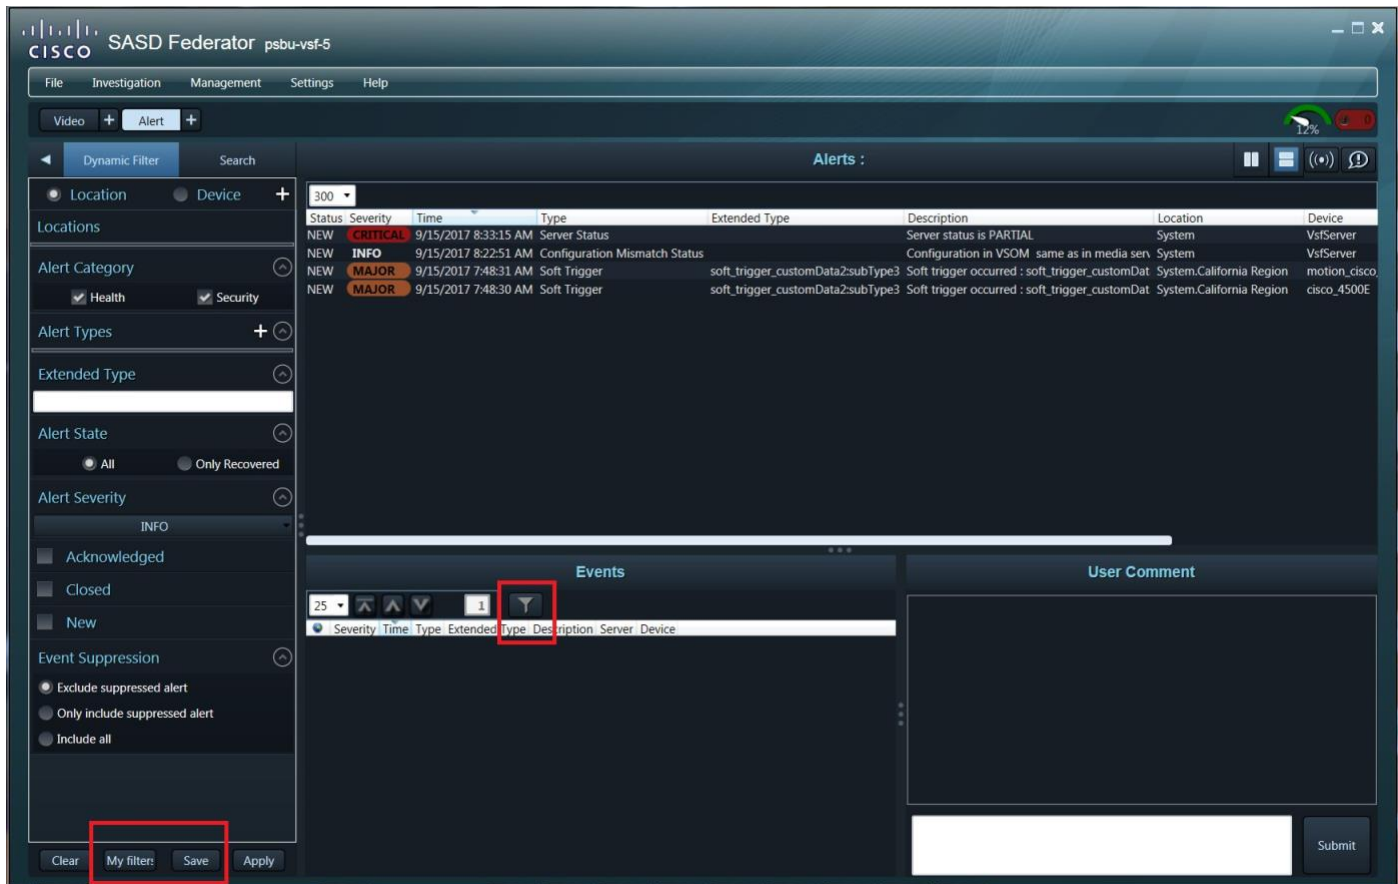 CISCO SASD Federator psbu-vsf-5
File Investigation Management Settings Help
Video + Alert +
12% 0
Dynamic Filter Search
Alerts :
Location Device +
Locations
Alert Category
Health Security
Alert Types +
Extended Type
Alert State
All Only Recovered
Alert Severity
INFO
Acknowledged
Closed
New
Event Suppression
Exclude suppressed alert
Only include suppressed alert
Include all
Clear My filter: Save Apply
300
Status Severity Time Type Extended Type Description Location Device
NEW CRITICAL 9/15/2017 8:33:15 AM Server Status Server status is PARTIAL System VsfServer
NEW INFO 9/15/2017 8:22:51 AM Configuration Mismatch Status Configuration in VSOM same as in media serv System VsfServer
NEW MAJOR 9/15/2017 7:48:31 AM Soft Trigger soft_trigger_customData2:subType3 Soft trigger occurred : soft_trigger_customDat System.California Region motion_cisco_
NEW MAJOR 9/15/2017 7:48:30 AM Soft Trigger soft_trigger_customData2:subType3 Soft trigger occurred : soft_trigger_customDat System.California Region cisco_4500E
Events
25 1
Severity Time Type Extended Type Description Server Device
User Comment
Submit